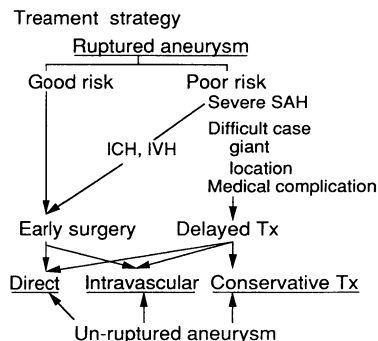 Treament strategy
Ruptured aneurysm
Good risk
Poor risk
Severe SAH
Difficult case
giant
ICH, IVH
location
Medical complication
Early surgery
Delayed Tx
Direct
Intravascular
Conservative Tx
Un-ruptured aneurysm